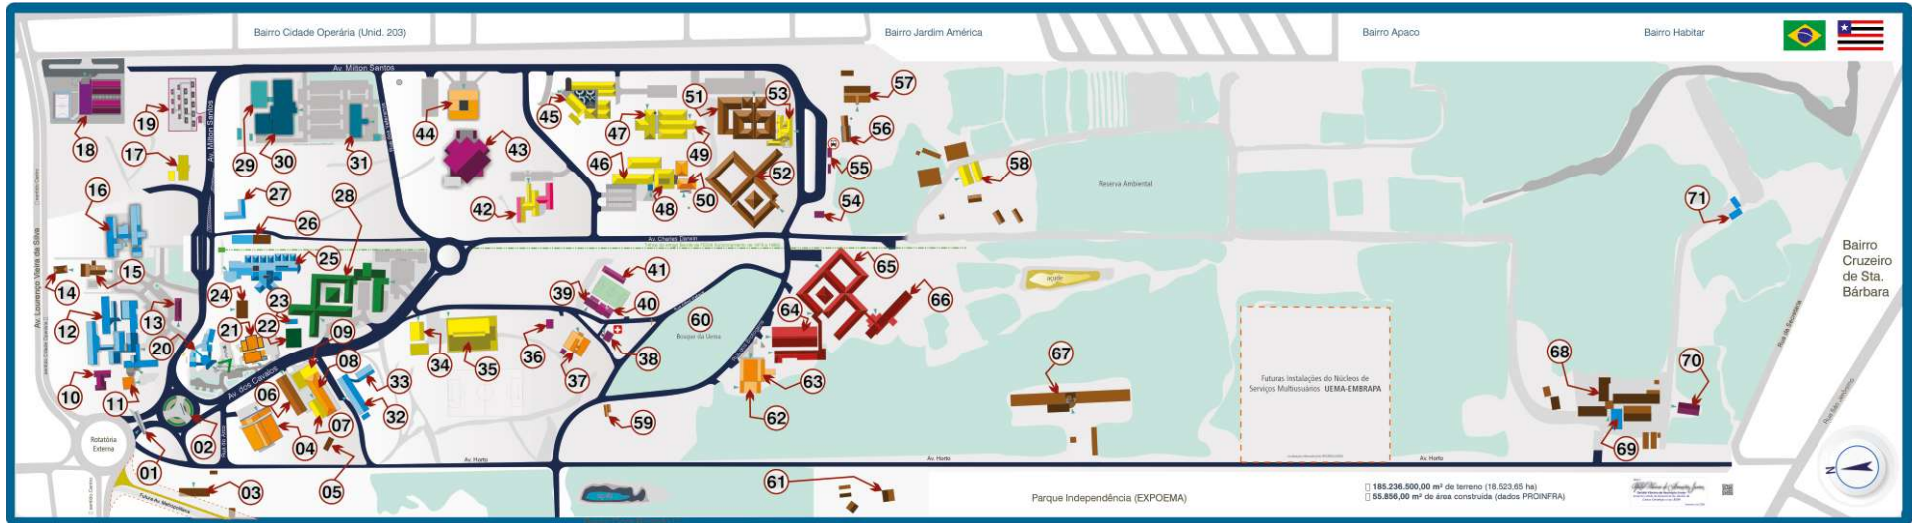 Bairro Cidade Operária (Unid. 203)
Bairro Jardim América
Bairro Apaco
Bairro Habitar
Av. Milton Santos
18
19
17
16
Av. Milton Santos
29
30
31
27
26
28
44
43
42
45
47
46
49
48
50
51
53
52
57
56
55
54
58
Reserva Ambiental
71
Bairro
Cruzeiro
de Sta.
Bárbara
Av. Lourenço Vieira da Silva
Av. Charles Darwin
14
15
25
24
23
22
21
20
13
12
10
11
09
08
41
39
40
38
37
36
35
34
33
32
60
Bosque da Uema
65
66
64
63
62
59
67
Futuras Instalações do Núcleo de
Serviços Multiusuários UEMA-EMBRAPA
68
70
69
Av. dos Cavalos
06
07
04
05
02
01
03
Rotatória
Externa
Av. Horto
Av. Horto
61
Parque Independência (EXPOEMA)
185.236.500,00 m² de terreno (18.523,65 ha)
55.856,00 m² de área construída (dados PROINFRA)
N